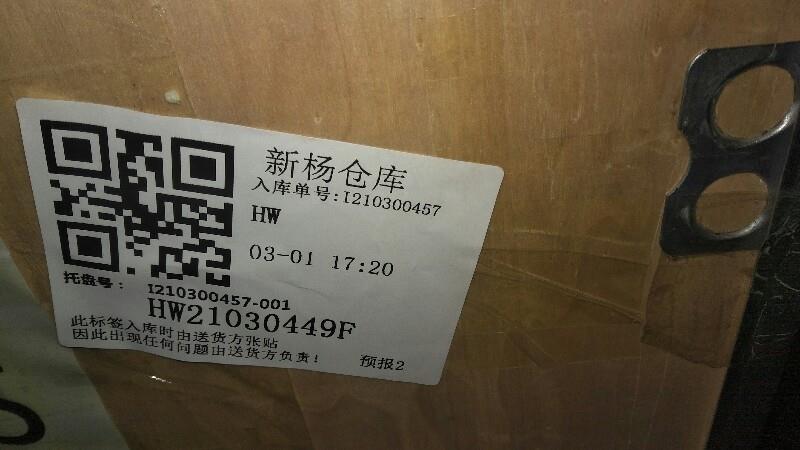 新杨仓库
入库单号:I210300457
HW
03-01 17:20
托盘号: I210300457-001
HW21030449F
此标签入库时由送货方张贴
因此出现任何问题由送货方负责!
预报2